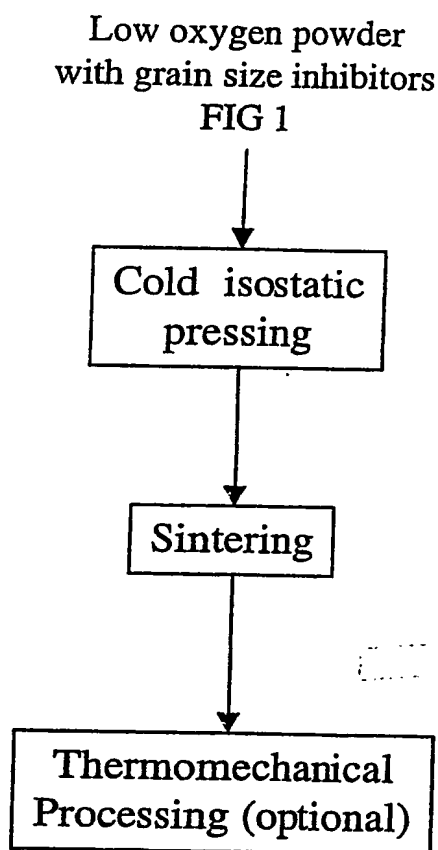 Low oxygen powder
with grain size inhibitors
FIG 1
Cold isostatic
pressing
Sintering
Thermomechanical
Processing (optional)